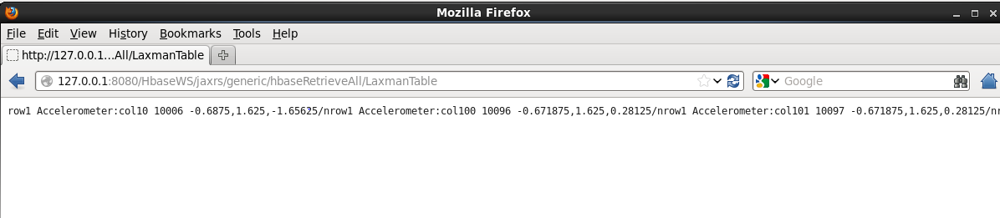 Mozilla Firefox
File Edit View History Bookmarks Tools Help
http://127.0.0.1...All/LaxmanTable
127.0.0.1:8080/HbaseWS/jaxrs/generic/hbaseRetrieveAll/LaxmanTable
Google
row1 Accelerometer:col10 10006 -0.6875,1.625,-1.65625/nrow1 Accelerometer:col100 10096 -0.671875,1.625,0.28125/nrow1 Accelerometer:col101 10097 -0.671875,1.625,0.28125/nr